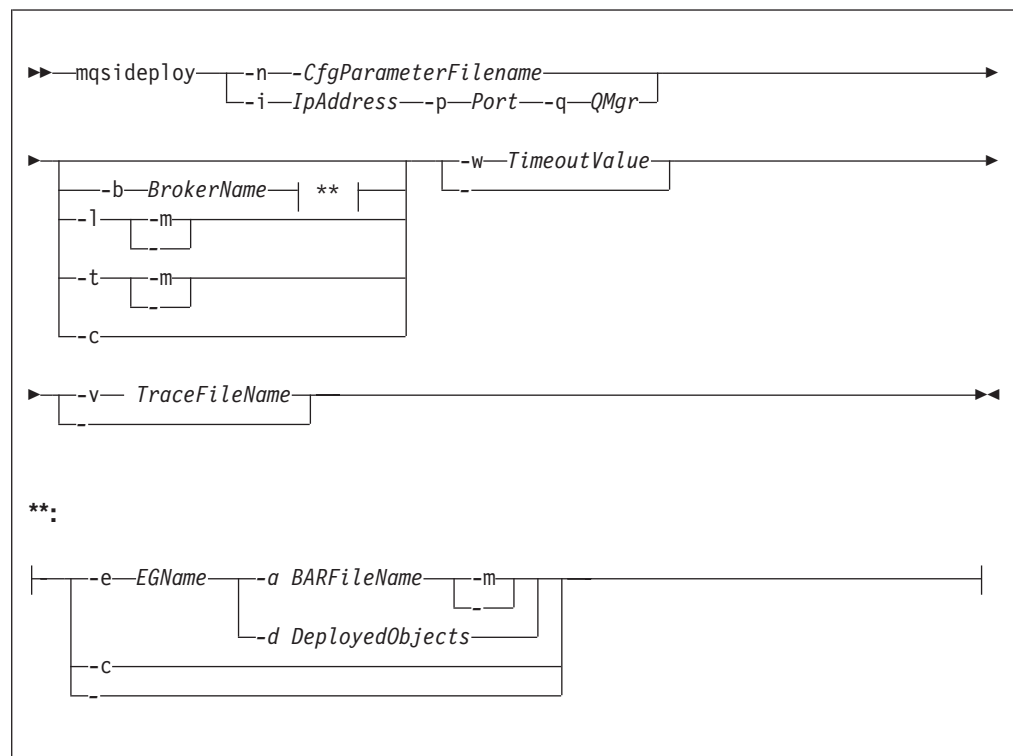 mqsideploy -n -CfgParameterFilename
-i IpAddress -p Port -q QMgr
-b BrokerName ** -w TimeoutValue
-
-l -m
-
-t -m
-
-c
-v TraceFileName
-
**:
-e EGName -a BARFileName -m
-
-d DeployedObjects
-c
-